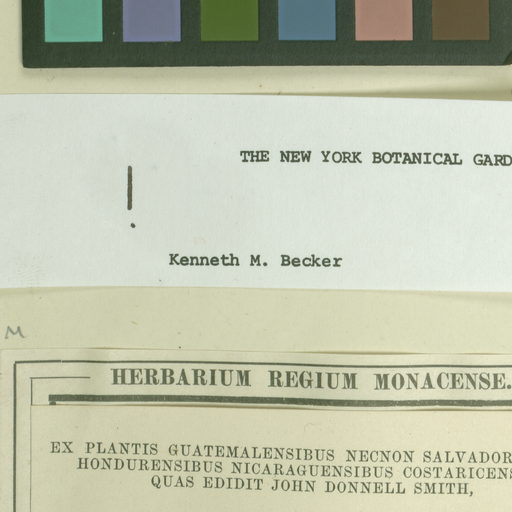 THE NEW YORK BOTANICAL GARD
!
Kenneth M. Becker
M
HERBARIUM REGIUM MONACENSE.
EX PLANTIS GUATEMALENSIBUS NECNON SALVADOR
HONDURENSIBUS NICARAGUENSIBUS COSTARICENS
QUAS EDIDIT JOHN DONNELL SMITH,